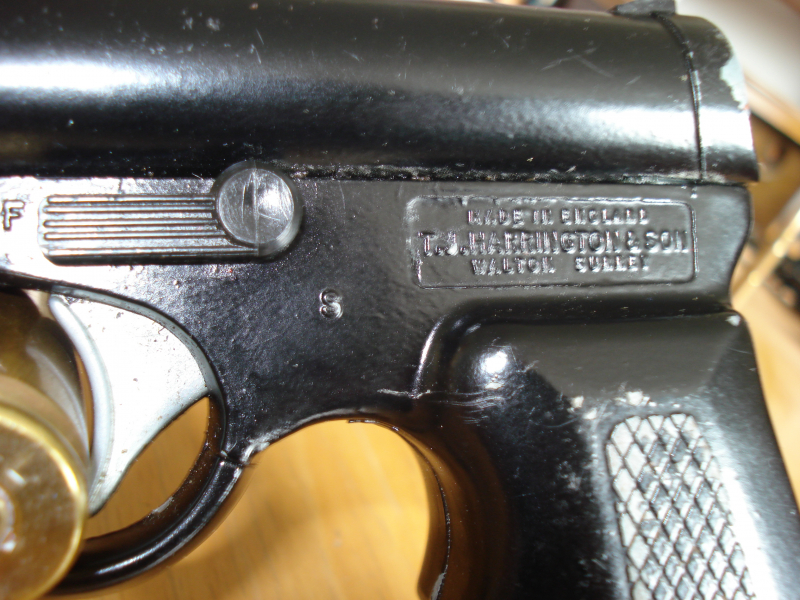 F
MADE IN ENGLAND
T.J. HARRINGTON & SON
WALTON SURREY
S